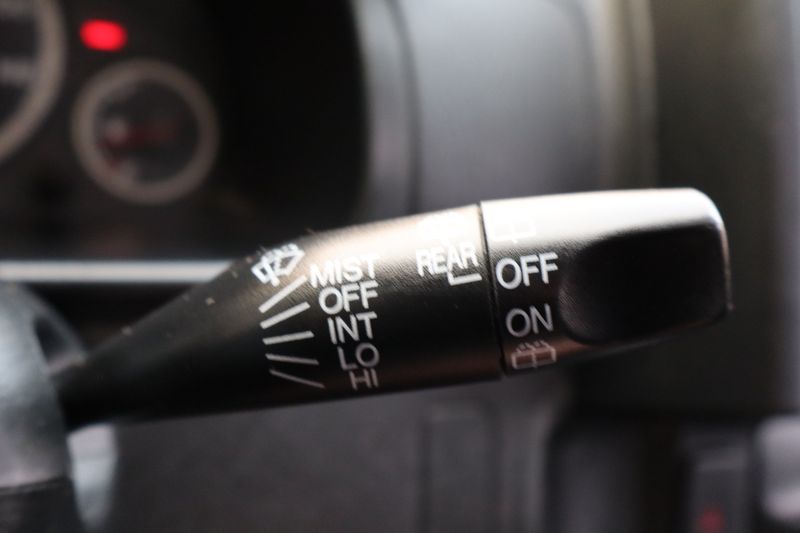 MIST
OFF
INT
LO
HI
REAR
OFF
ON